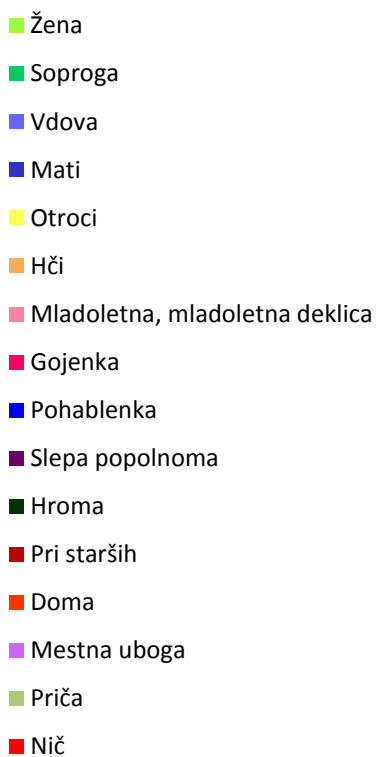 Žena
Soproga
Vdova
Mati
Otroci
Hči
Mladoletna, mladoletna deklica
Gojenka
Pohablenka
Slepa popolnoma
Hroma
Pri starših
Doma
Mestna uboga
Priča
Nič